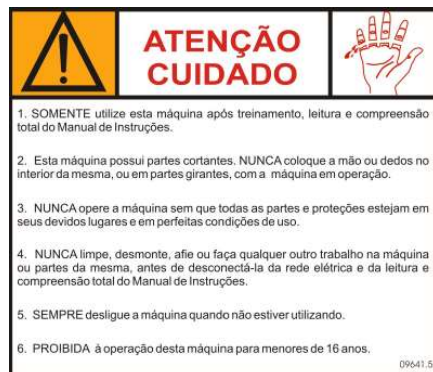 ATENÇÃO
CUIDADO
1. SOMENTE utilize esta máquina após treinamento, leitura e compreensão
total do Manual de Instruções.
2. Esta máquina possui partes cortantes. NUNCA coloque a mão ou dedos no
interior da mesma, ou em partes girantes, com a máquina em operação.
3. NUNCA opere a máquina sem que todas as partes e proteções estejam em
seus devidos lugares e em perfeitas condições de uso.
4. NUNCA limpe, desmonte, afie ou faça qualquer outro trabalho na máquina
ou partes da mesma, antes de desconectá-la da rede elétrica e da leitura e
compreensão total do Manual de Instruções.
5. SEMPRE desligue a máquina quando não estiver utilizando.
6. PROIBIDA à operação desta máquina para menores de 16 anos.
09641.5